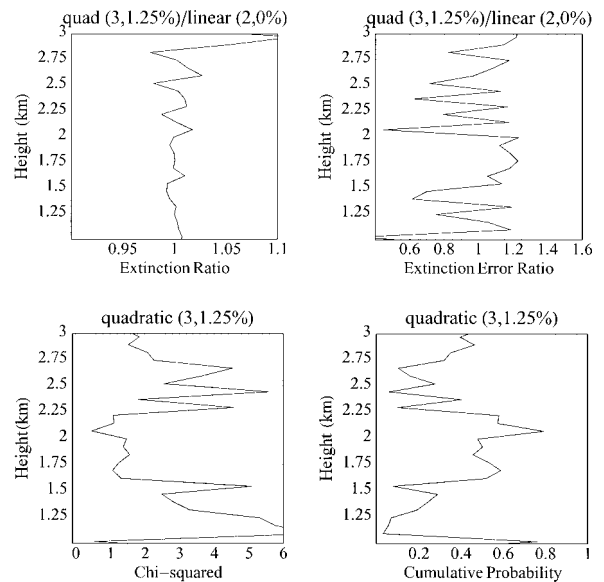 quad (3,1.25%)/linear (2,0%)
3
2.75
2.5
2.25
2
1.75
1.5
1.25
Height (km)
0.95 1 1.05 1.1
Extinction Ratio
quad (3,1.25%)/linear (2,0%)
3
2.75
2.5
2.25
2
1.75
1.5
1.25
Height (km)
0.6 0.8 1 1.2 1.4 1.6
Extinction Error Ratio
quadratic (3,1.25%)
3
2.75
2.5
2.25
2
1.75
1.5
1.25
Height(km)
0 1 2 3 4 5 6
Chi-squared
quadratic (3,1.25%)
3
2.75
2.5
2.25
2
1.75
1.5
1.25
Height (km)
0.2 0.4 0.6 0.8 1
Cumulative Probability